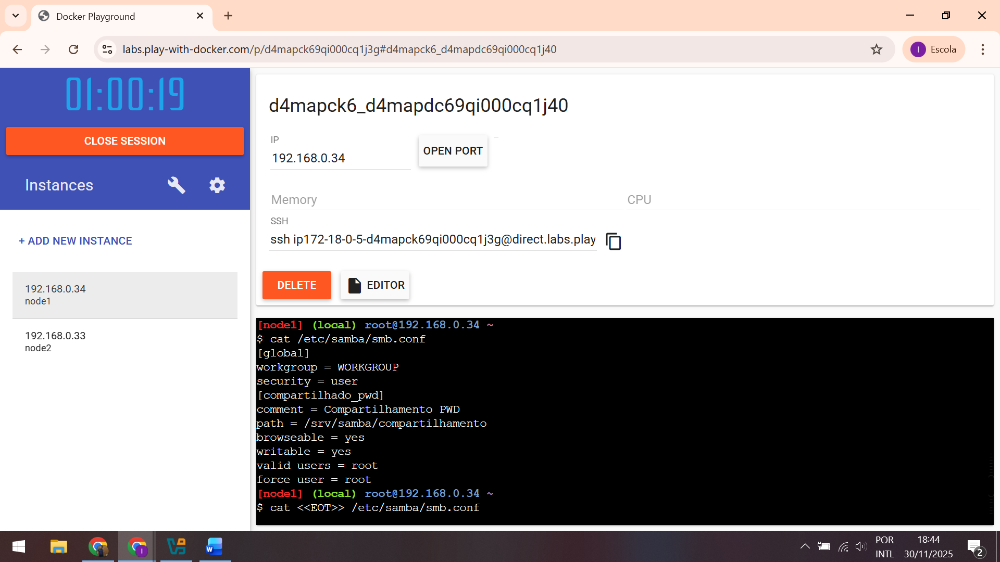 Docker Playground
labs.play-with-docker.com/p/d4mapck69qi000cq1j3g#d4mapck6_d4mapdc69qi000cq1j40
I
Escola
01:00:19
CLOSE SESSION
Instances
+ ADD NEW INSTANCE
192.168.0.34
node1
192.168.0.33
node2
d4mapck6_d4mapdc69qi000cq1j40
IP
192.168.0.34
OPEN PORT
Memory
CPU
SSH
ssh ip172-18-0-5-d4mapck69qi000cq1j3g@direct.labs.play
DELETE
EDITOR
[node1] (local) root@192.168.0.34 ~
$ cat /etc/samba/smb.conf
[global]
workgroup = WORKGROUP
security = user
[compartilhado_pwd]
comment = Compartilhamento PWD
path = /srv/samba/compartilhamento
browseable = yes
writable = yes
valid users = root
force user = root
[node1] (local) root@192.168.0.34 ~
$ cat <<EOT>> /etc/samba/smb.conf
W
POR
INTL
18:44
30/11/2025
2